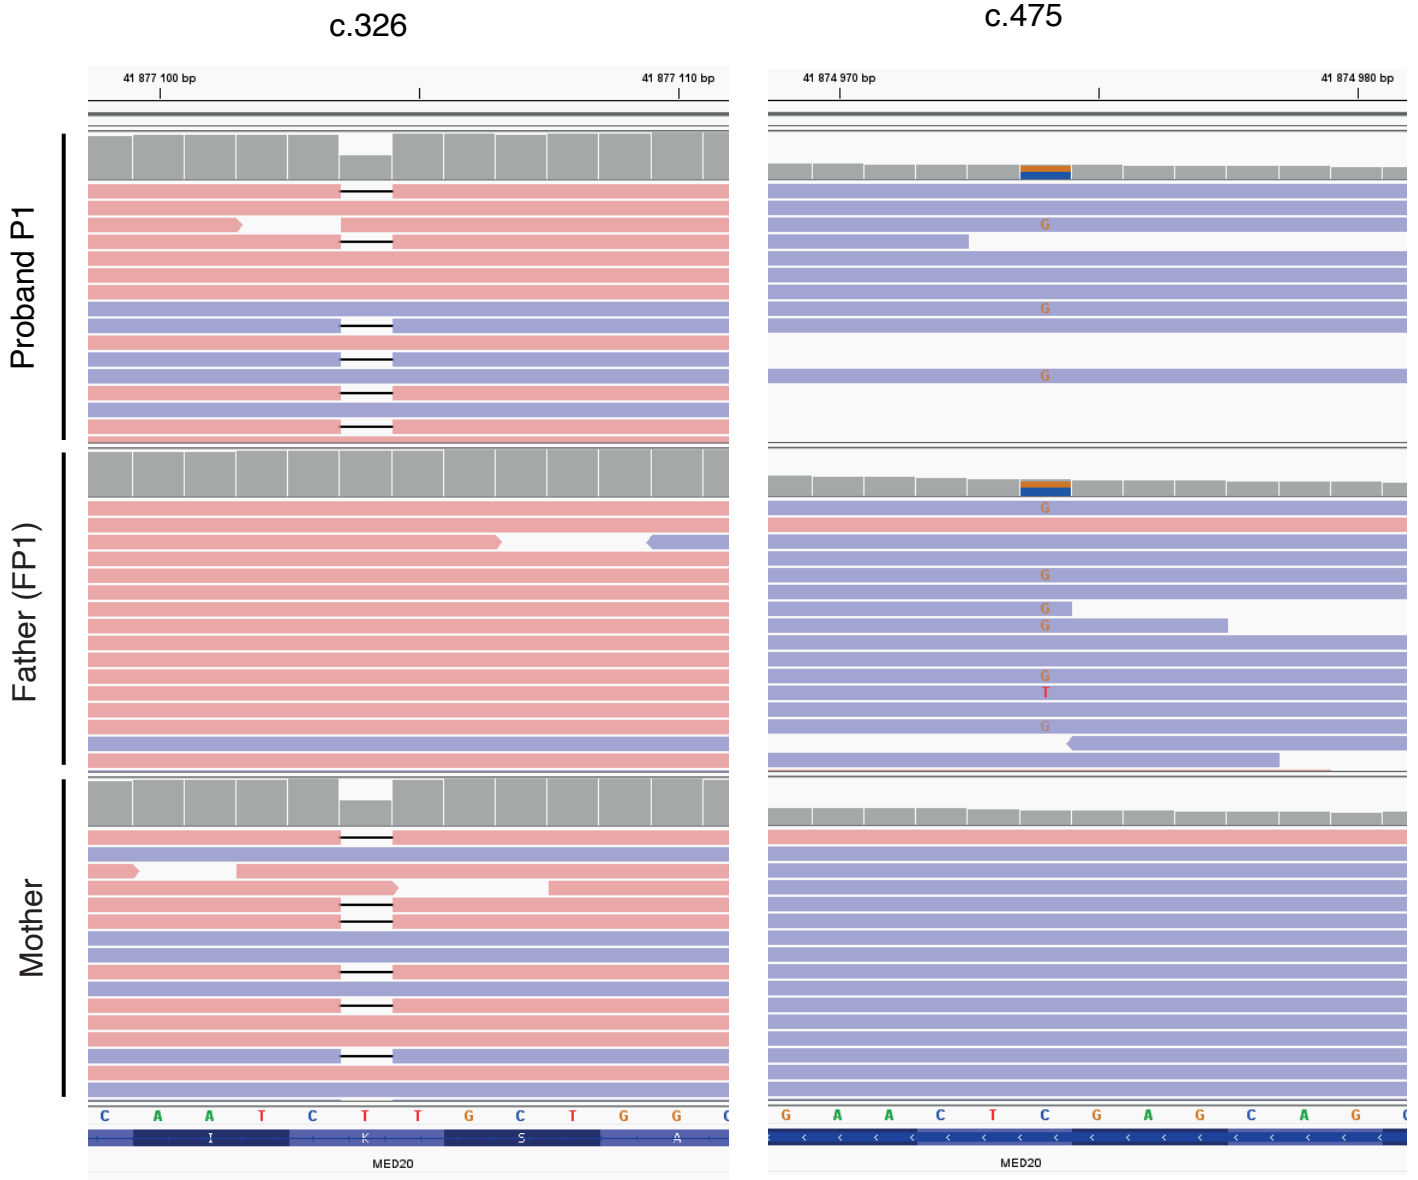 c.326
c.475
41 877 100 bp
41 877 110 bp
41 874 970 bp
41 874 980 bp
Proband P1
G
G
G
Father (FP1)
G
G
G
G
G
T
G
Mother
C A A T C T T G C T G G C
G A A C T C G A G C A G C
I K S A
MED20
MED20